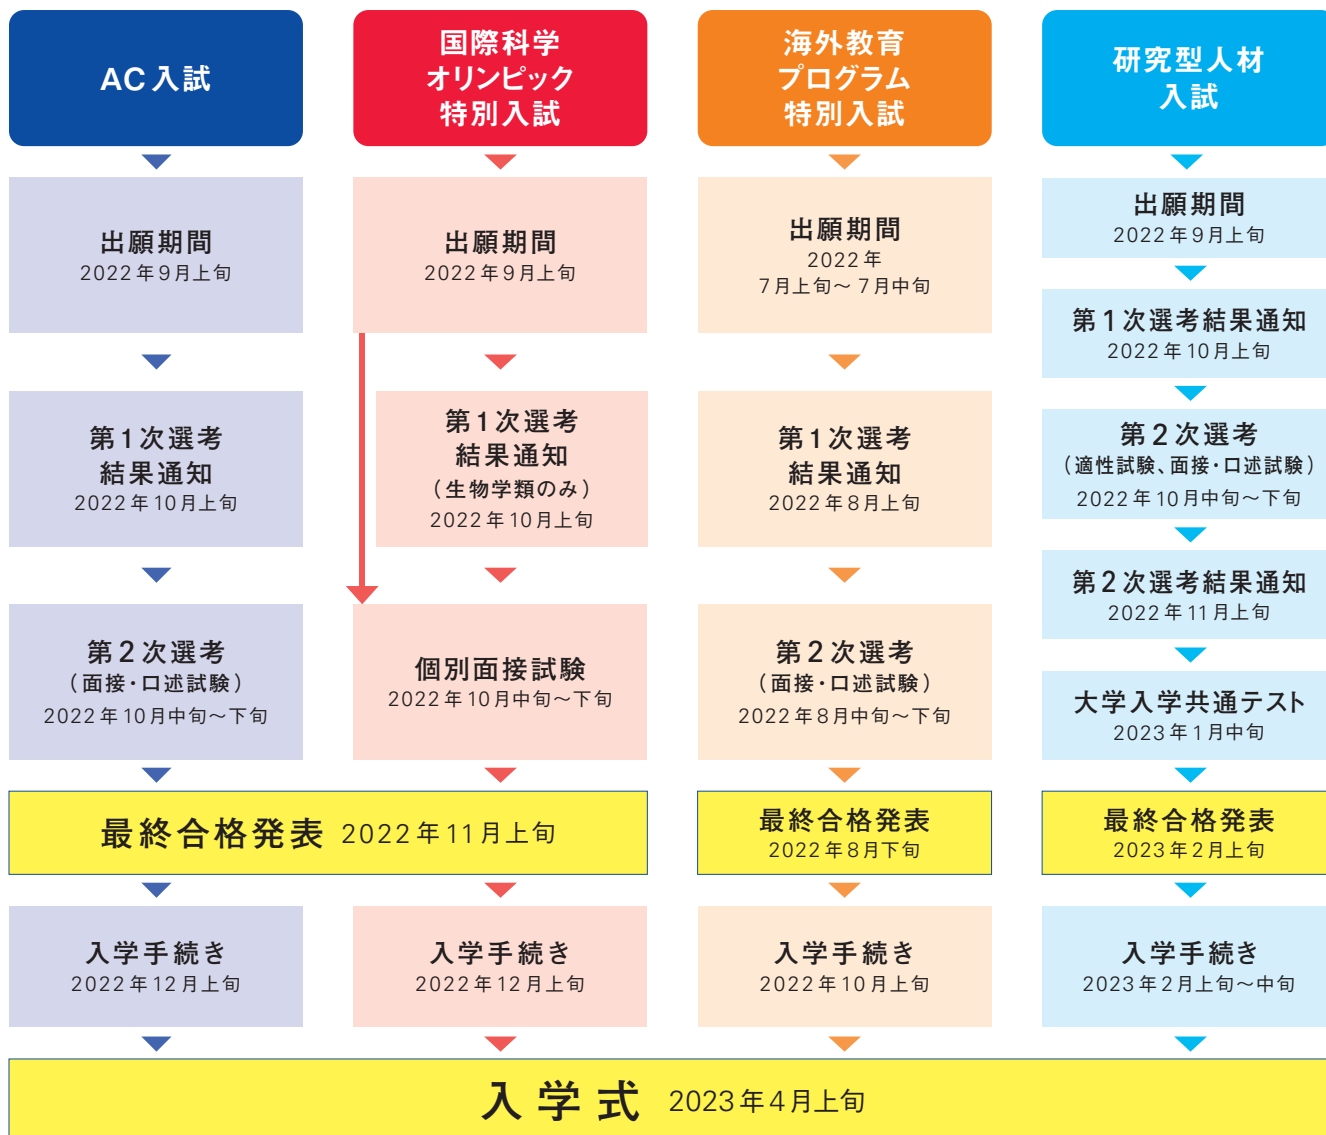 AC入試
出願期間
2022年9月上旬
第1次選考
結果通知
2022年10月上旬
第2次選考
(面接・口述試験)
2022年10月中旬〜下旬
国際科学
オリンピック
特別入試
出願期間
2022年9月上旬
第1次選考
結果通知
(生物学類のみ)
2022年10月上旬
個別面接試験
2022年10月中旬〜下旬
最終合格発表 2022年11月上旬
入学手続き
2022年12月上旬
入学手続き
2022年12月上旬
海外教育
プログラム
特別入試
出願期間
2022年
7月上旬〜7月中旬
第1次選考
結果通知
2022年8月上旬
第2次選考
(面接・口述試験)
2022年8月中旬〜下旬
最終合格発表
2022年8月下旬
入学手続き
2022年10月上旬
研究型人材
入試
出願期間
2022年9月上旬
第1次選考結果通知
2022年10月上旬
第2次選考
(適性試験、面接・口述試験)
2022年10月中旬〜下旬
第2次選考結果通知
2022年11月上旬
大学入学共通テスト
2023年1月中旬
最終合格発表
2023年2月上旬
入学手続き
2023年2月上旬〜中旬
入学式 2023年4月上旬